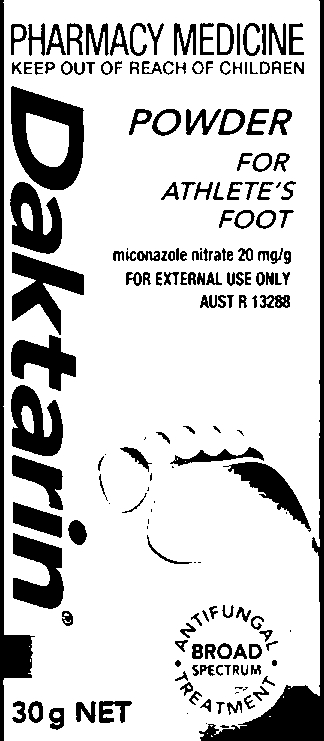 PHARMACY MEDICINE
KEEP OUT OF REACH OF CHILDREN
Daktarin®
POWDER
FOR
ATHLETE'S
FOOT
miconazole nitrate 20 mg/g
FOR EXTERNAL USE ONLY
AUST R 13288
ANTIFUNGAL
BROAD
SPECTRUM
TREATMENT
30g NET